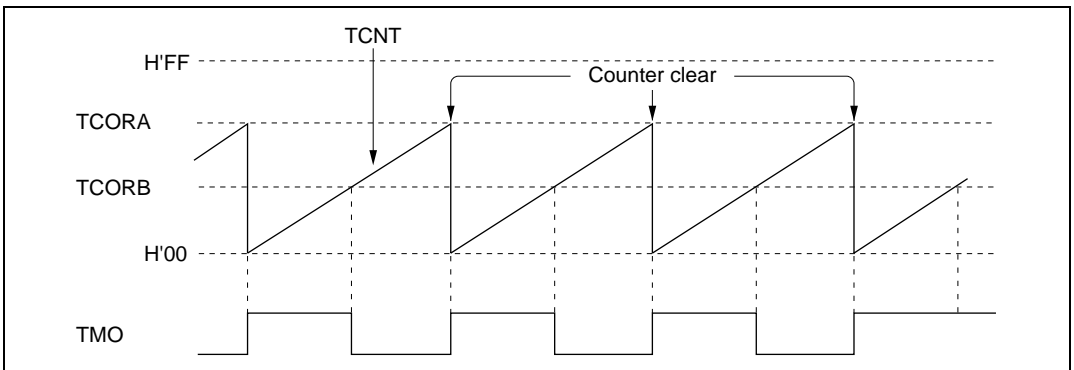 TCNT
H'FF
Counter clear
TCORA
TCORB
H'00
TMO